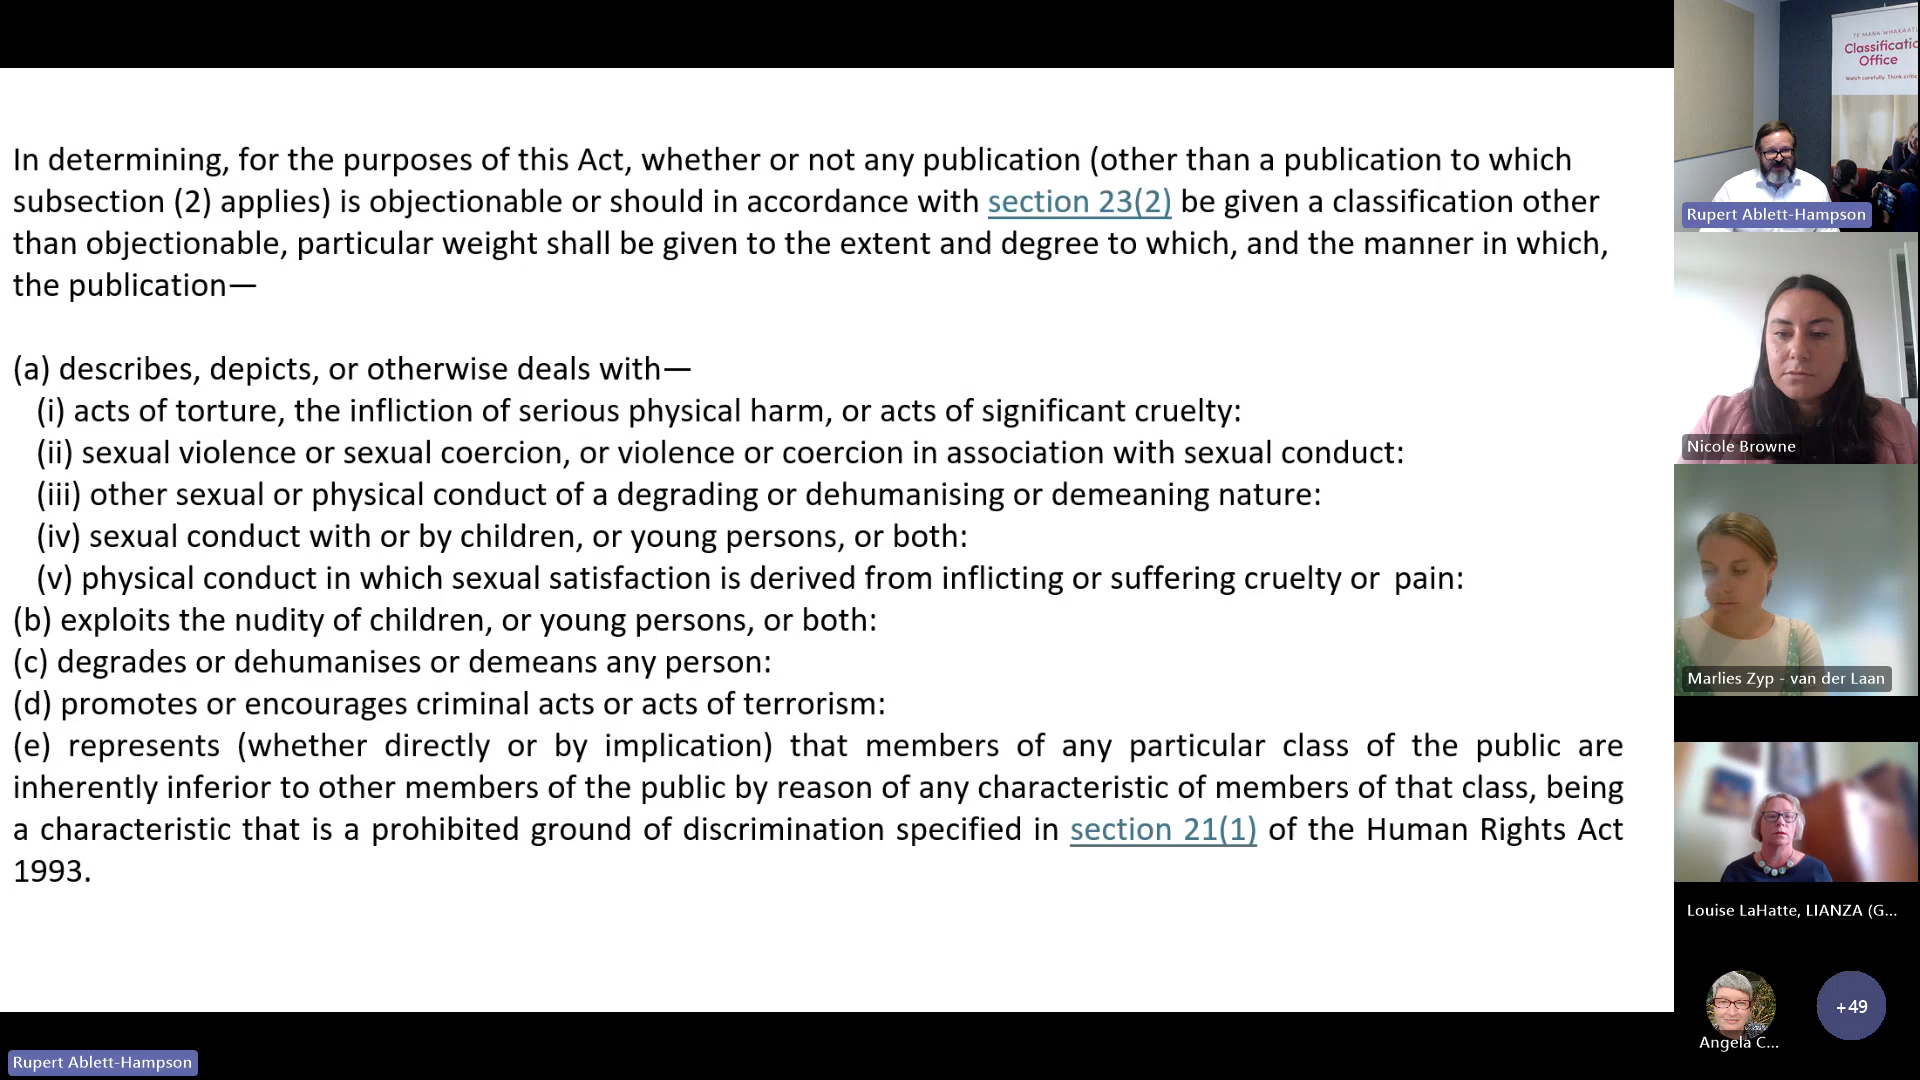 In determining, for the purposes of this Act, whether or not any publication (other than a publication to which
subsection (2) applies) is objectionable or should in accordance with section 23(2) be given a classification other
than objectionable, particular weight shall be given to the extent and degree to which, and the manner in which,
the publication—
(a) describes, depicts, or otherwise deals with—
(i) acts of torture, the infliction of serious physical harm, or acts of significant cruelty:
(ii) sexual violence or sexual coercion, or violence or coercion in association with sexual conduct:
(iii) other sexual or physical conduct of a degrading or dehumanising or demeaning nature:
(iv) sexual conduct with or by children, or young persons, or both:
(v) physical conduct in which sexual satisfaction is derived from inflicting or suffering cruelty or pain:
(b) exploits the nudity of children, or young persons, or both:
(c) degrades or dehumanises or demeans any person:
(d) promotes or encourages criminal acts or acts of terrorism:
(e) represents (whether directly or by implication) that members of any particular class of the public are
inherently inferior to other members of the public by reason of any characteristic of members of that class, being
a characteristic that is a prohibited ground of discrimination specified in section 21(1) of the Human Rights Act
1993.
Rupert Ablett-Hampson
TE MANA WHAKAATU
Classificatio
Office
Watch carefully. Think critic
Rupert Ablett-Hampson
Nicole Browne
Marlies Zyp - van der Laan
Louise LaHatte, LIANZA (G...
Angela C...
+49